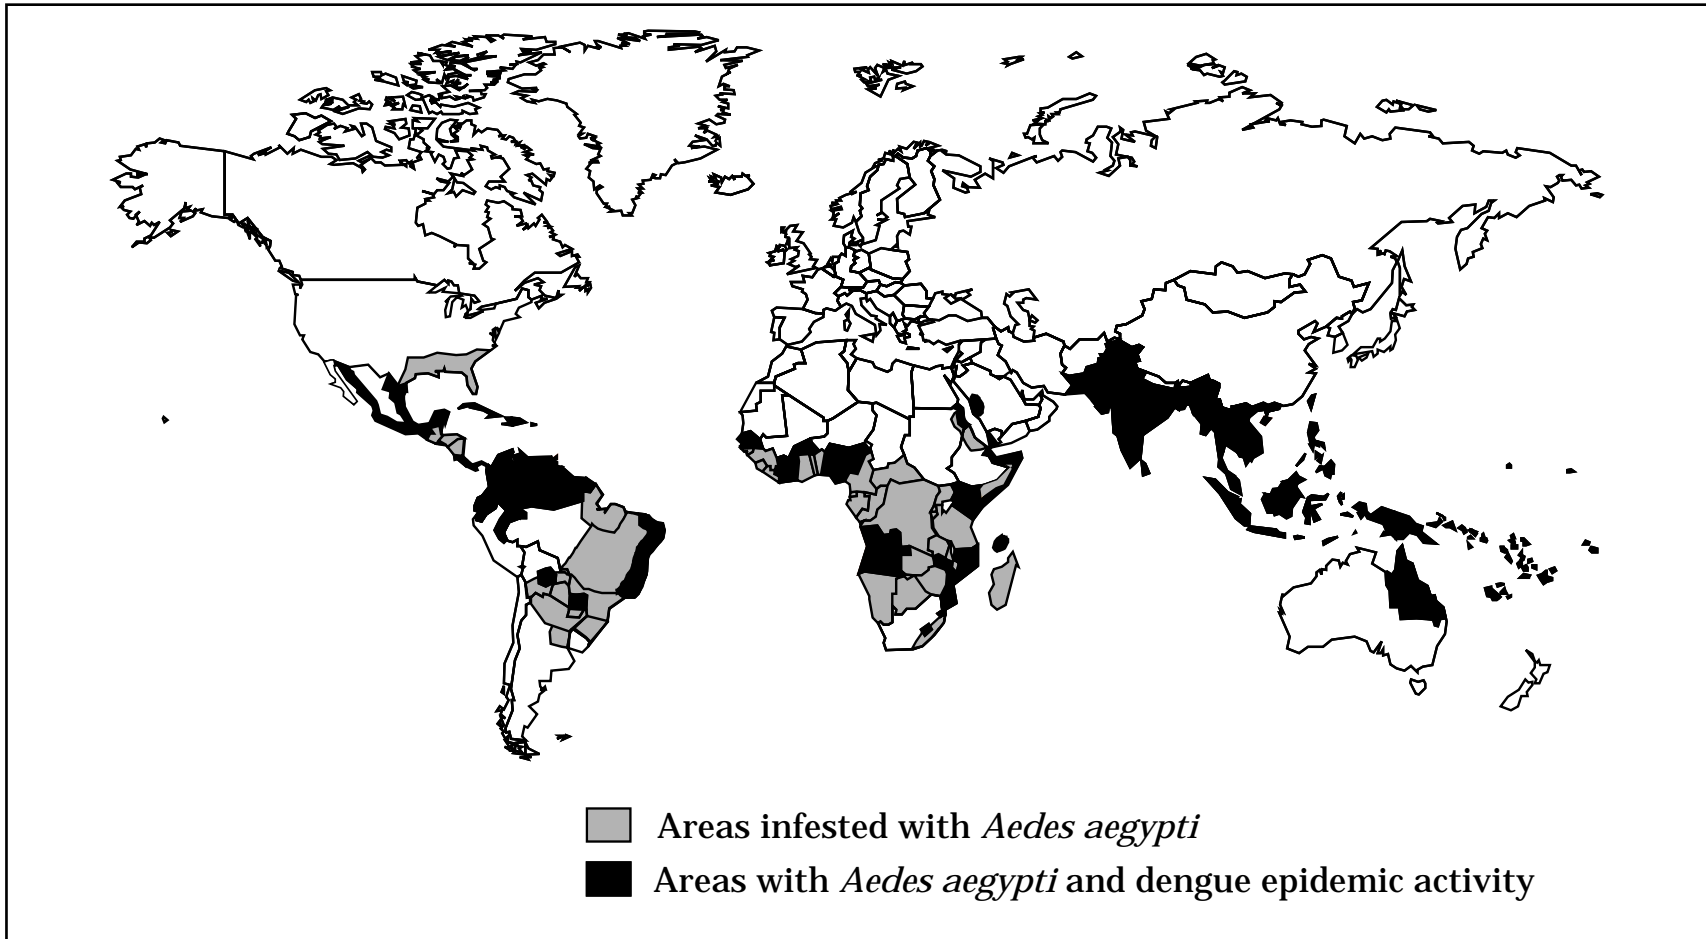 Areas infested with Aedes aegypti
Areas with Aedes aegypti and dengue epidemic activity